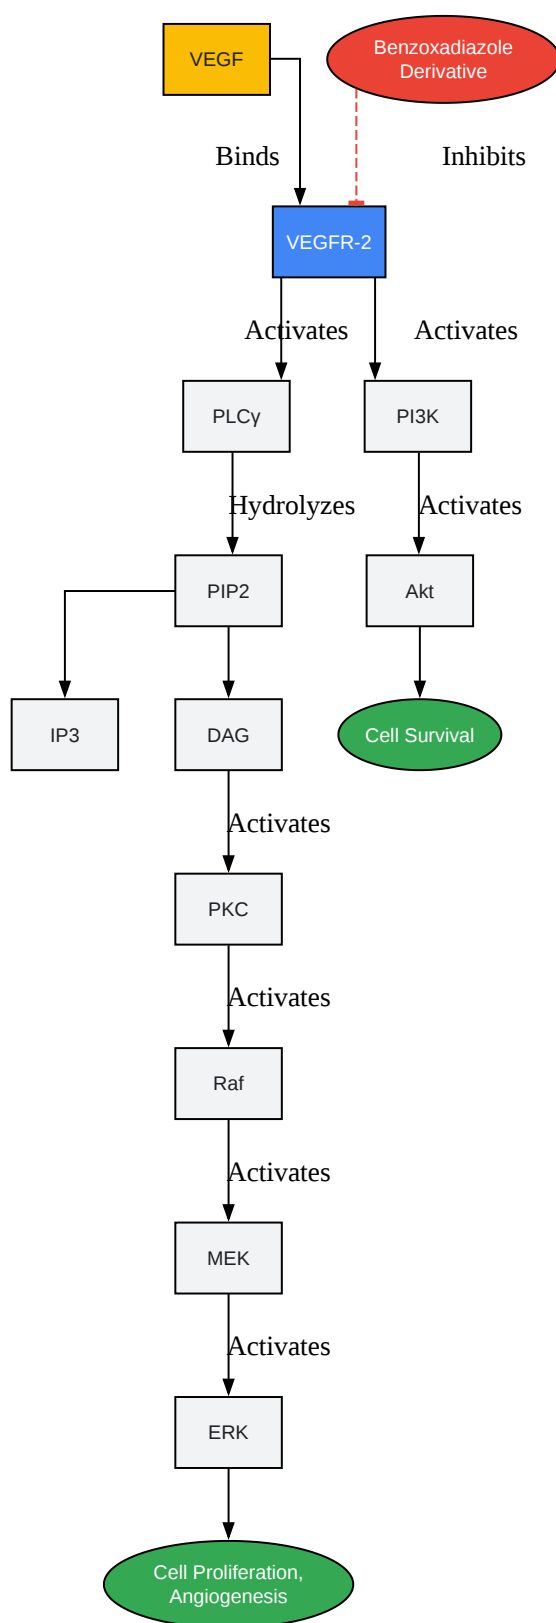 VEGF
Benzoxadiazole
Derivative
Binds
Inhibits
VEGFR-2
Activates
Activates
PLCγ
PI3K
Hydrolyzes
Activates
PIP2
Akt
IP3
DAG
Cell Survival
Activates
PKC
Activates
Raf
Activates
MEK
Activates
ERK
Cell Proliferation,
Angiogenesis